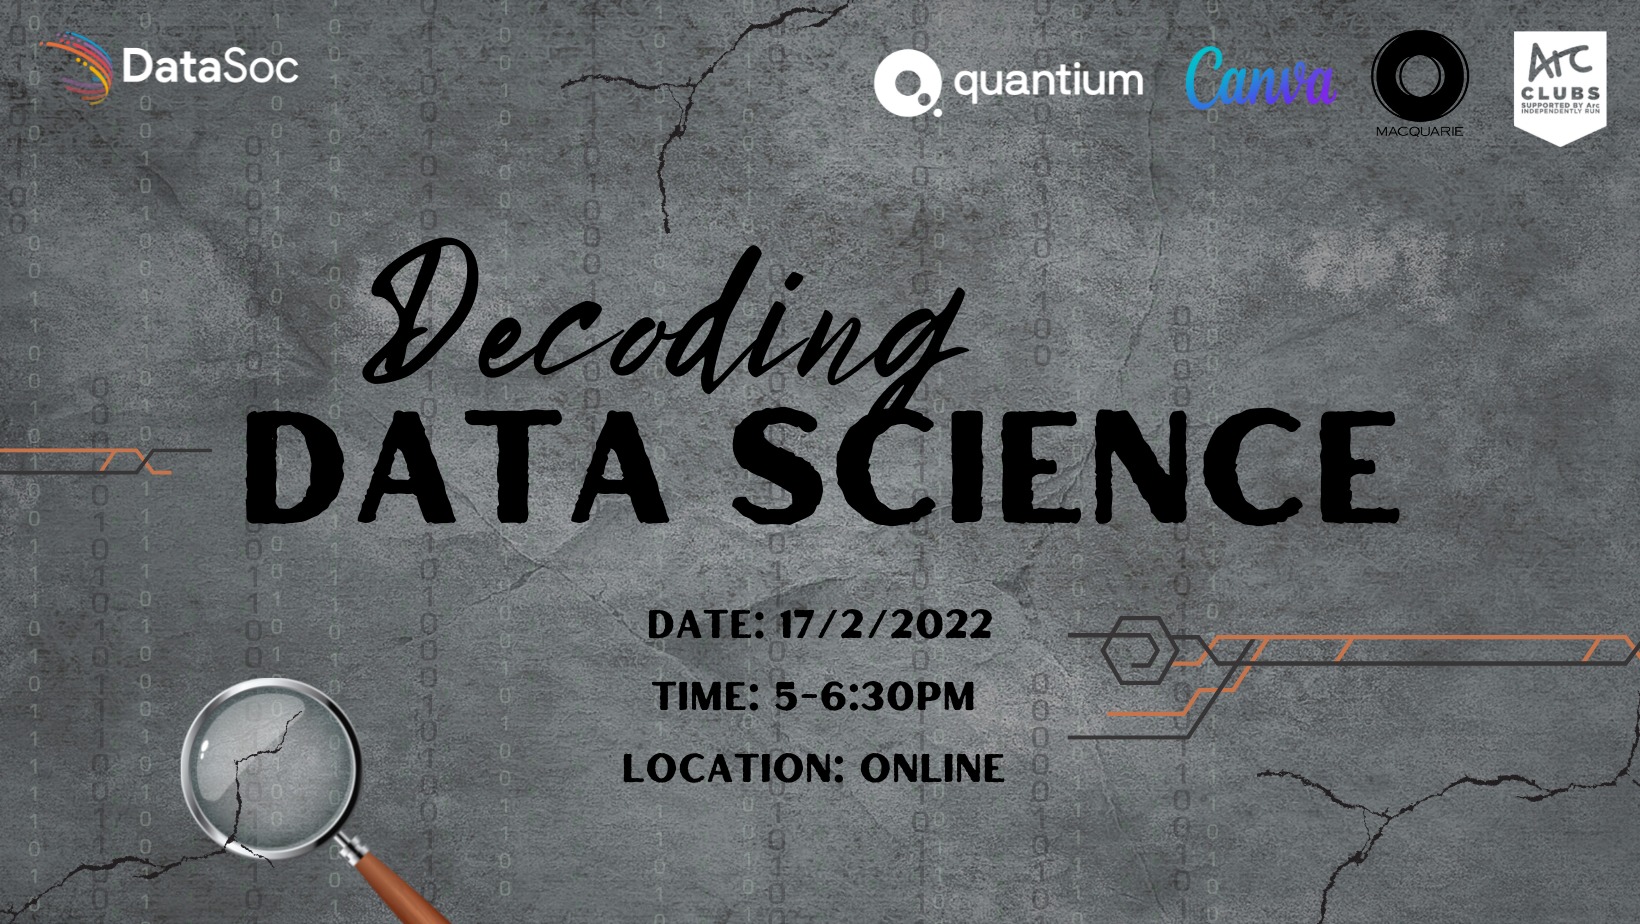 DataSoc
quantium
Canva
MACQUARIE
Arc
CLUBS
SUPPORTED BY Arc
INDEPENDENTLY RUN
Decoding
DATA SCIENCE
DATE: 17/2/2022
TIME: 5-6:30PM
LOCATION: ONLINE